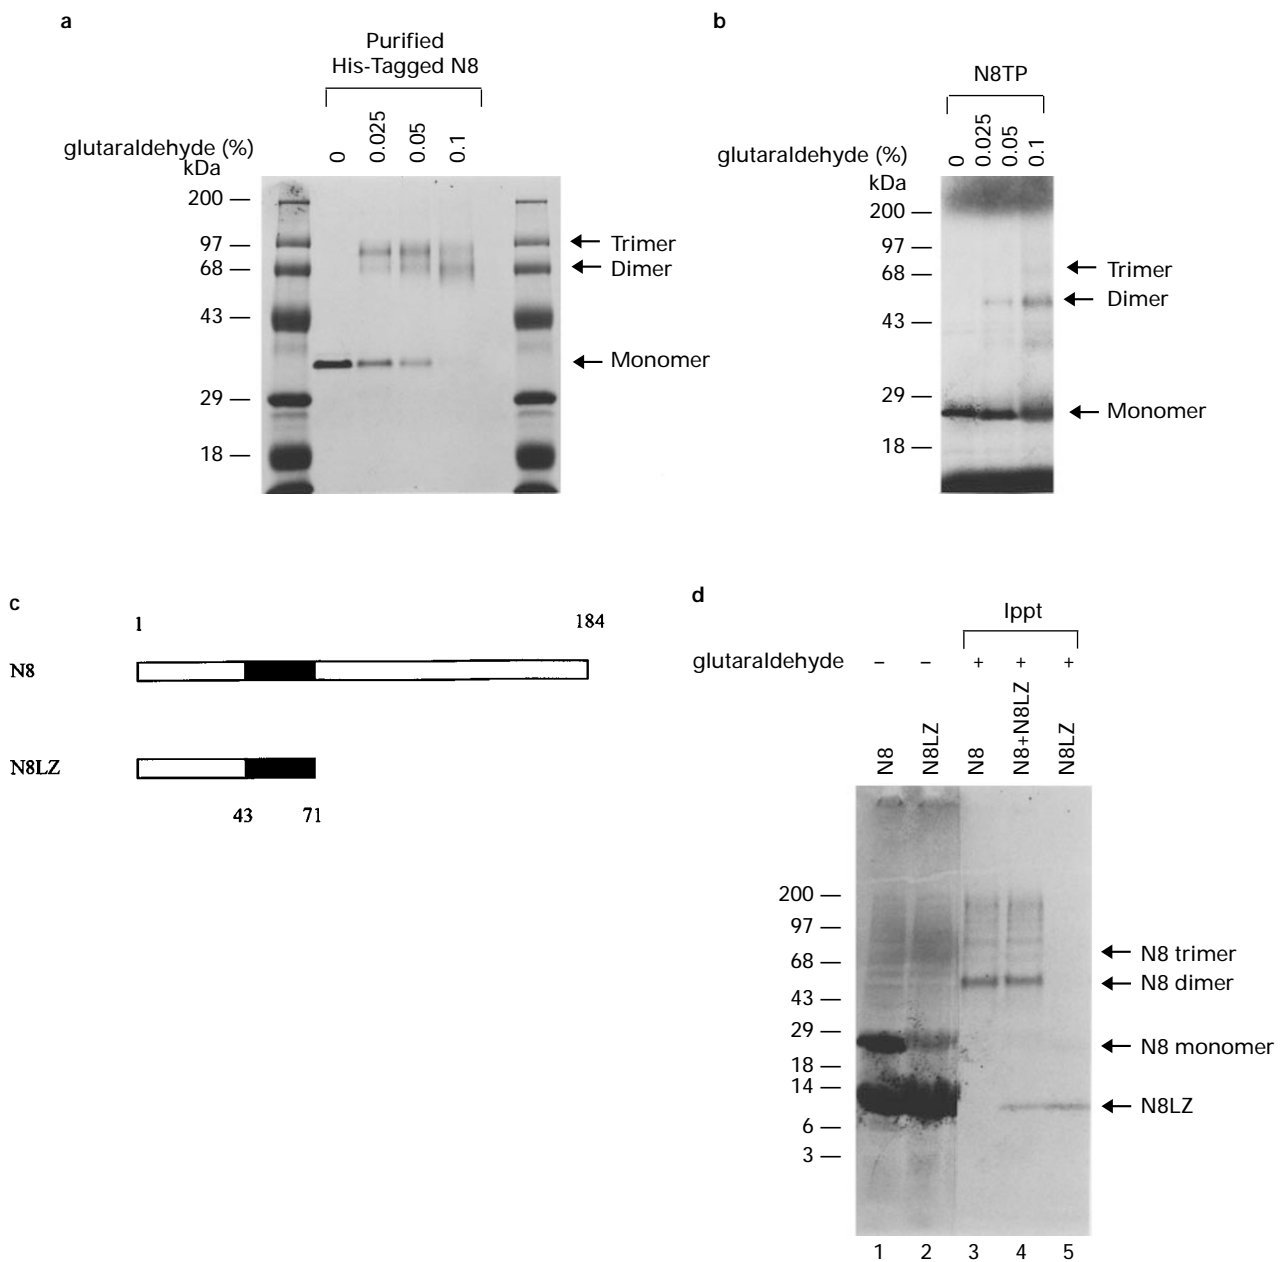 a
Purified
His-Tagged N8
glutaraldehyde (%)
0
0.025
0.05
0.1
kDa
200
97
68
43
29
18
Trimer
Dimer
Monomer
b
N8TP
glutaraldehyde (%)
0
0.025
0.05
0.1
kDa
200
97
68
43
29
18
Trimer
Dimer
Monomer
c
1
184
N8
N8LZ
43
71
d
Ippt
glutaraldehyde – – + + +
N8
N8LZ
N8
N8+N8LZ
N8LZ
200
97
68
43
29
18
14
6
3
N8 trimer
N8 dimer
N8 monomer
N8LZ
1 2 3 4 5